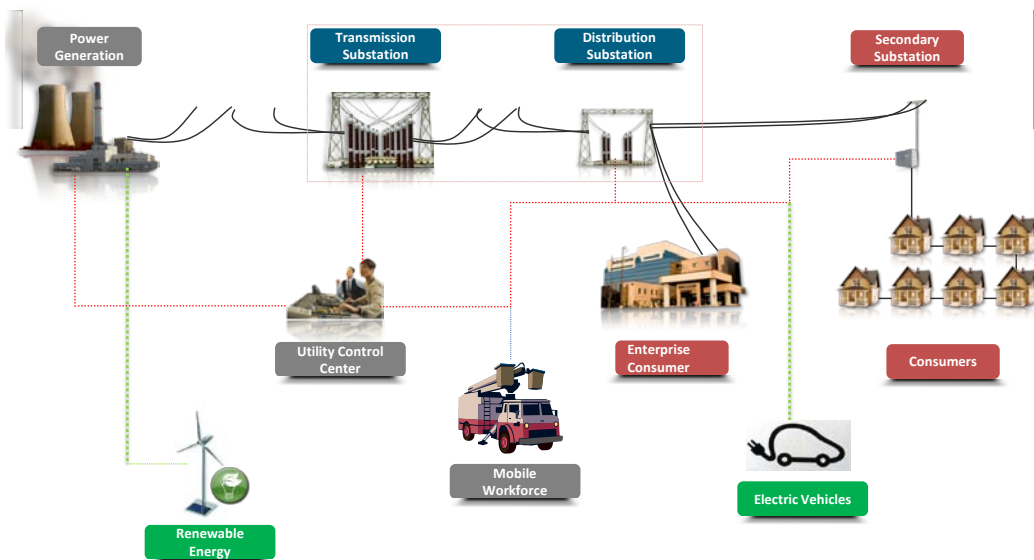 Power
Generation
Transmission
Substation
Distribution
Substation
Secondary
Substation
Utility Control
Center
Enterprise
Consumer
Consumers
Mobile
Workforce
Electric Vehicles
Renewable
Energy